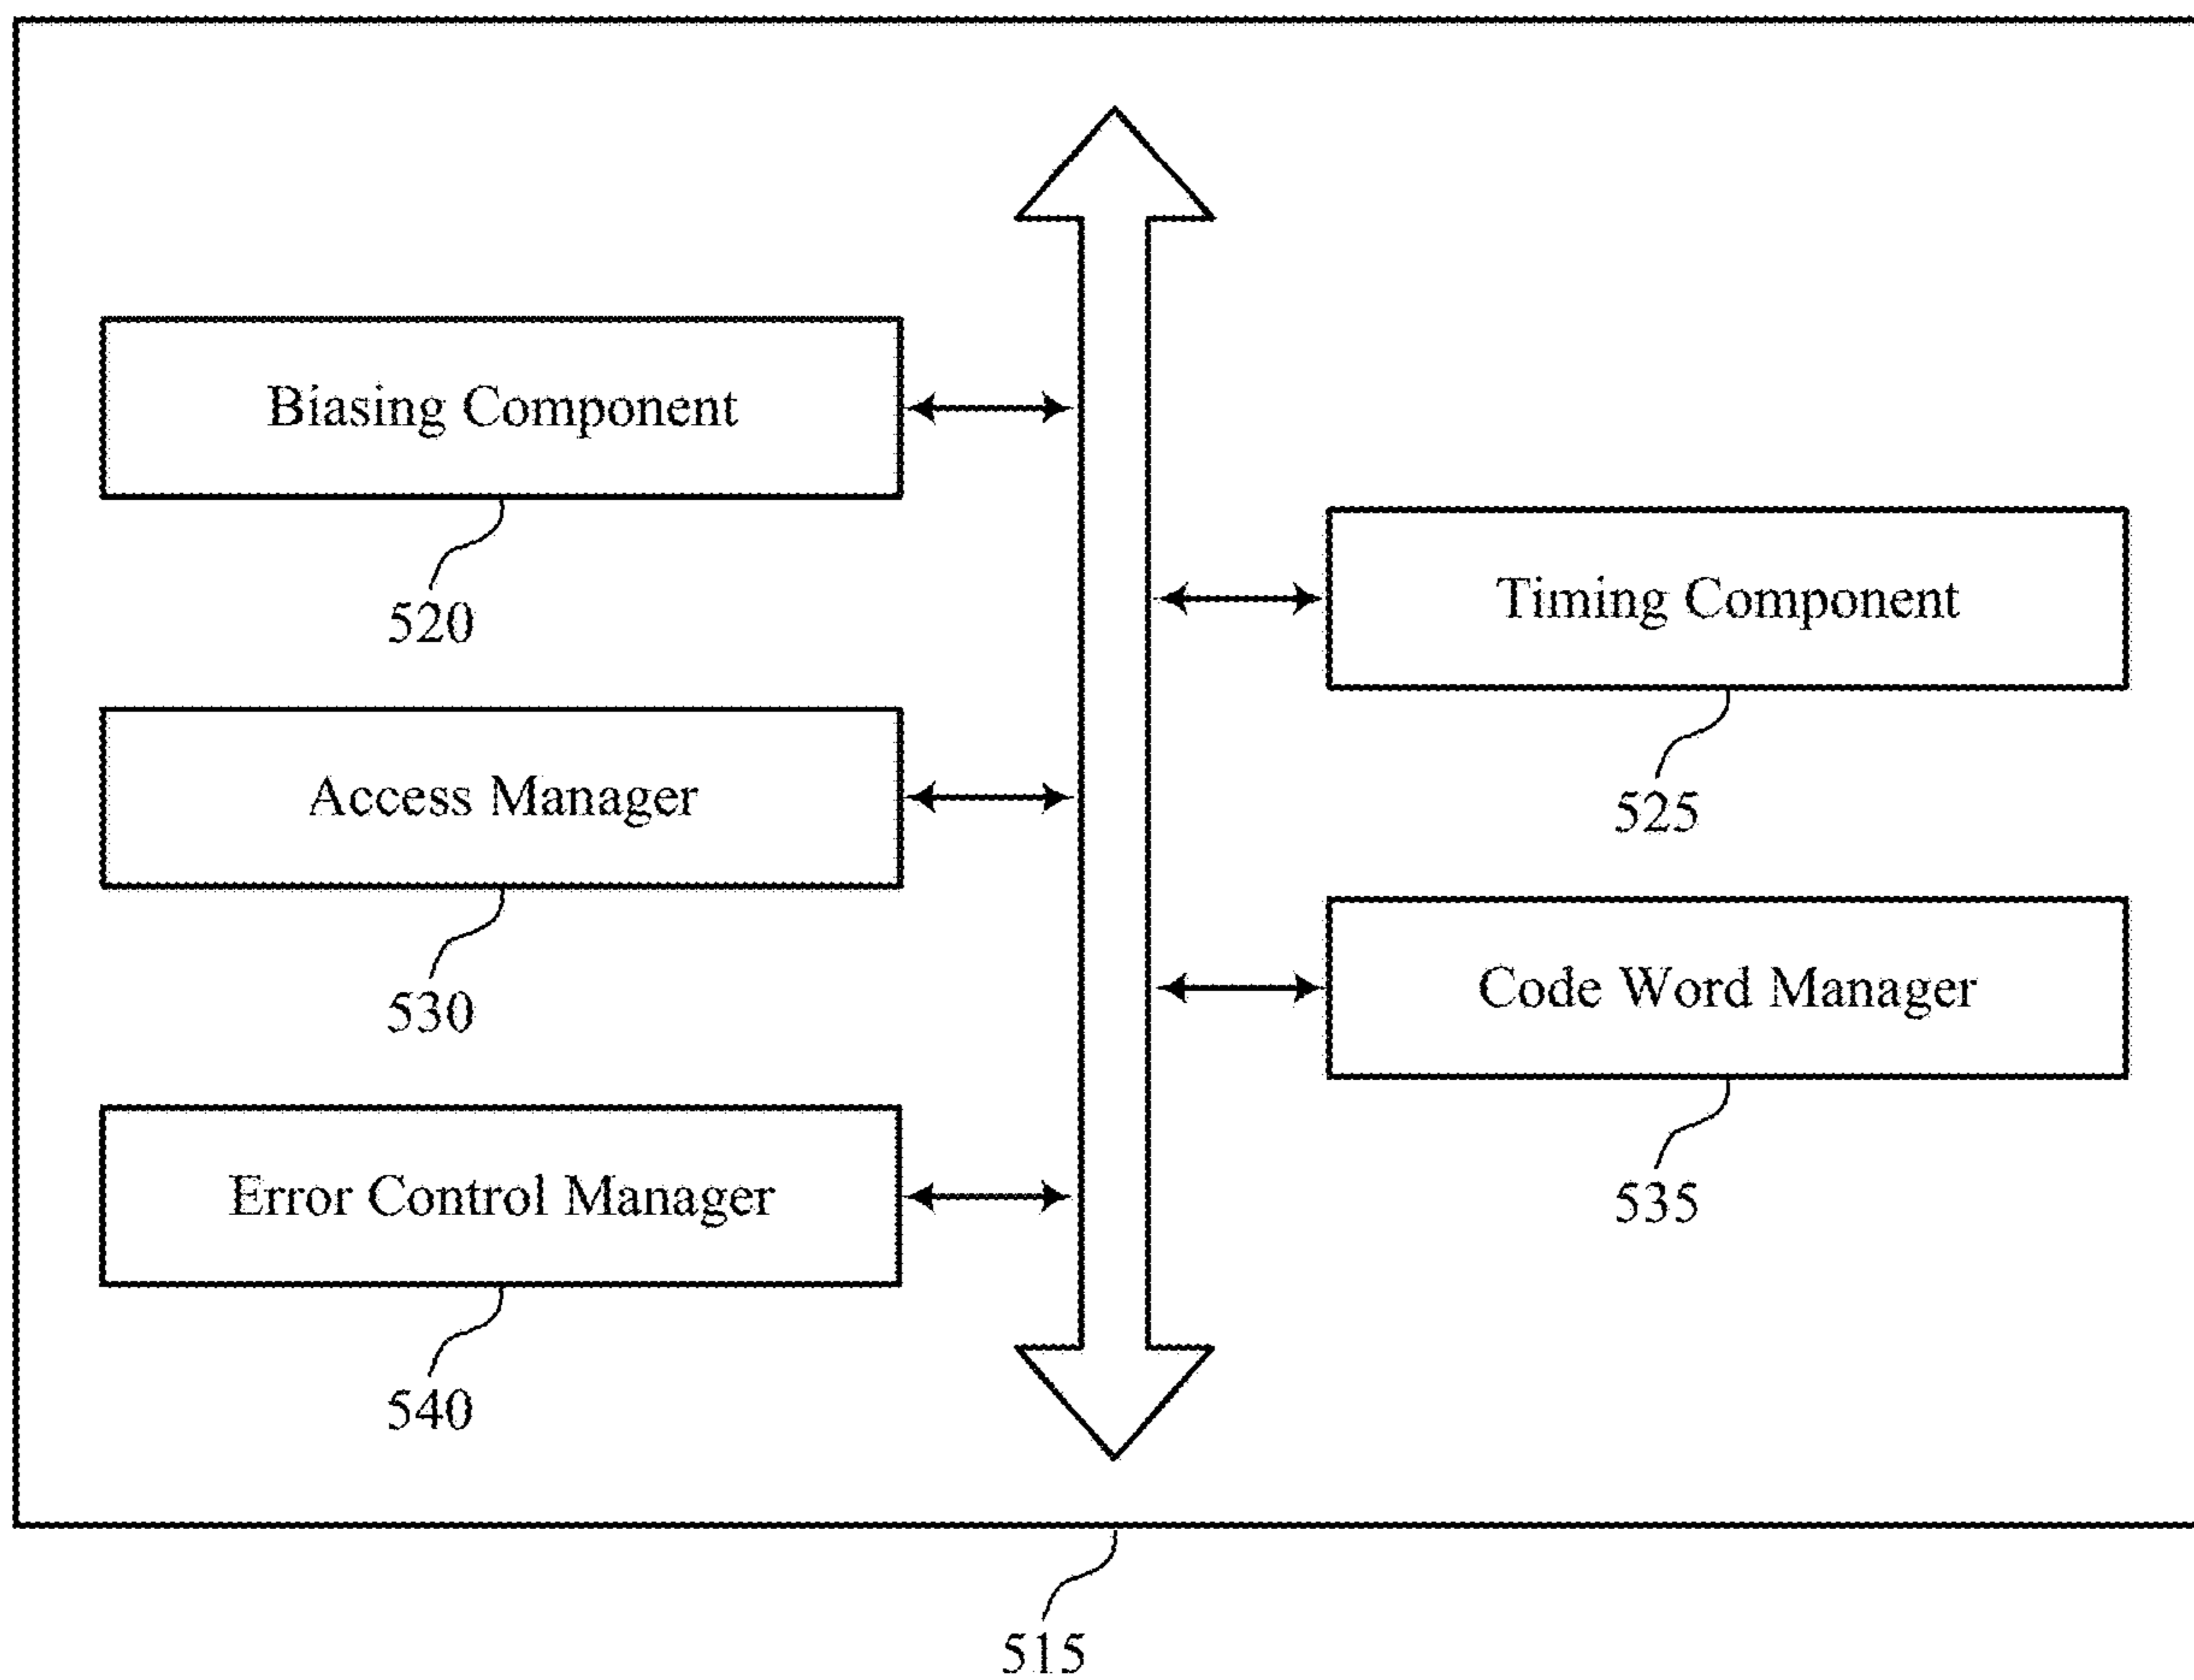 Biasing Component
520
Timing Component
525
Access Manager
530
Code Word Manager
535
Error Control Manager
540
515